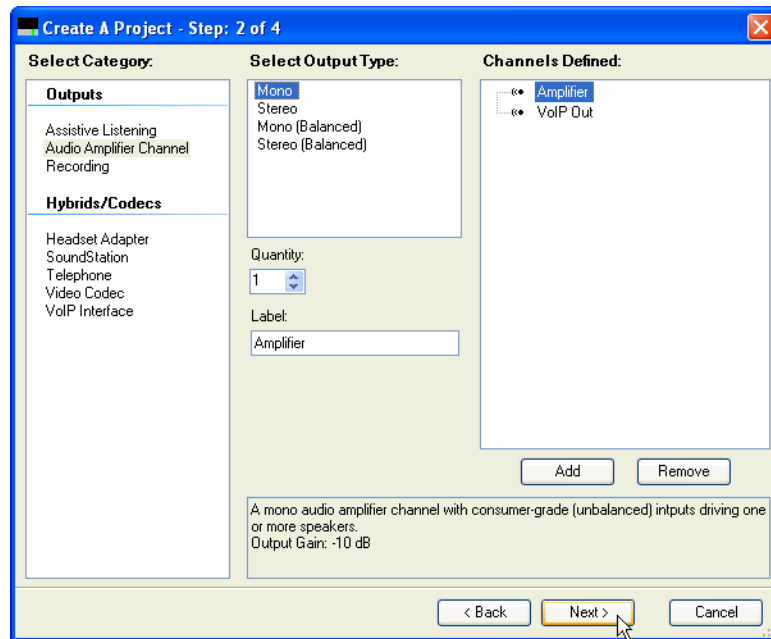 Create A Project - Step: 2 of 4
Select Category:
Outputs
Assistive Listening
Audio Amplifier Channel
Recording
Hybrids/Codecs
Headset Adapter
SoundStation
Telephone
Video Codec
VoIP Interface
Select Output Type:
Mono
Stereo
Mono (Balanced)
Stereo (Balanced)
Quantity:
1
Label:
Amplifier
Channels Defined:
Amplifier
VoIP Out
Add
Remove
A mono audio amplifier channel with consumer-grade (unbalanced) intputs driving one
or more speakers.
Output Gain: -10 dB
< Back
Next >
Cancel